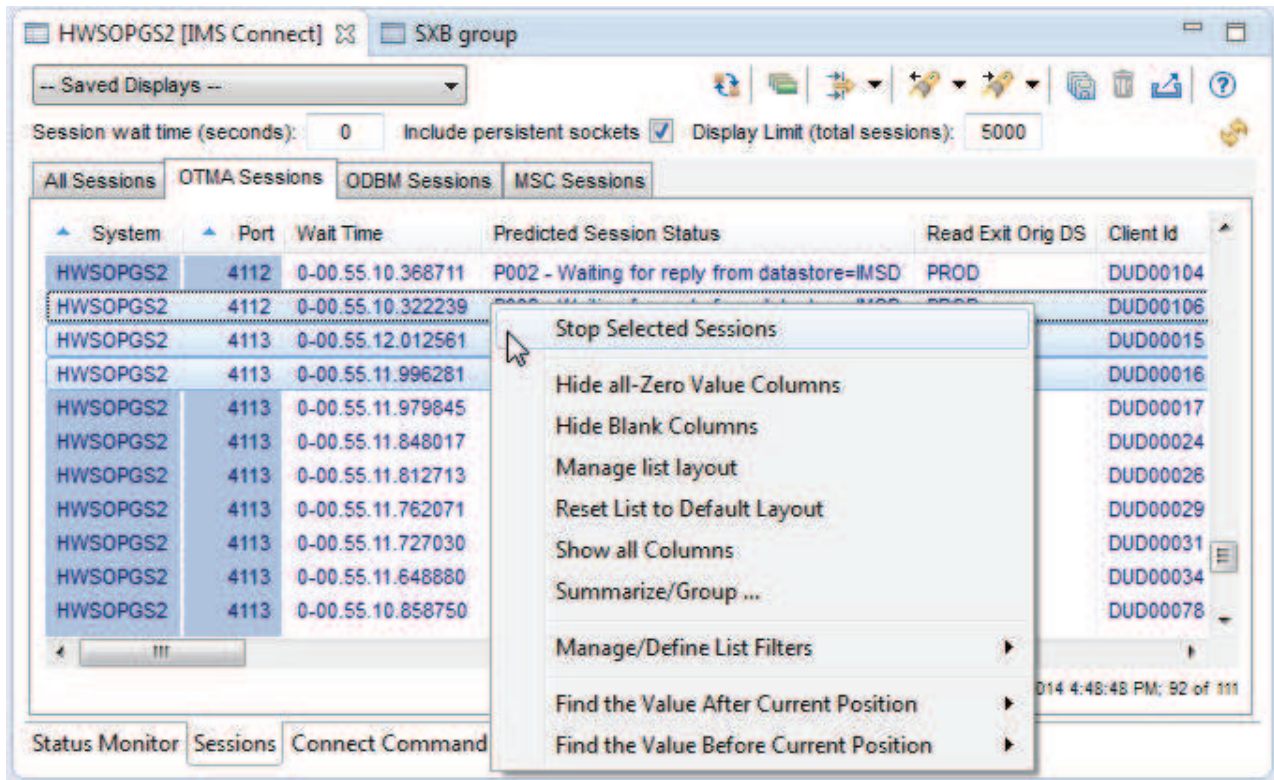 HWSOPGS2 [IMS Connect] SXB group
-- Saved Displays --
Session wait time (seconds): 0 Include persistent sockets Display Limit (total sessions): 5000
All Sessions OTMA Sessions ODBM Sessions MSC Sessions
System Port Wait Time Predicted Session Status Read Exit Orig DS Client Id
HWSOPGS2 4112 0-00.55.10.368711 P002 - Waiting for reply from datastore=IMSD PROD DUD00104
HWSOPGS2 4112 0-00.55.10.322239 DUD00106
Stop Selected Sessions
HWSOPGS2 4113 0-00.55.12.012561 DUD00015
HWSOPGS2 4113 0-00.55.11.996281 DUD00016
Hide all-Zero Value Columns
HWSOPGS2 4113 0-00.55.11.979845 DUD00017
Hide Blank Columns
HWSOPGS2 4113 0-00.55.11.848017 DUD00024
Manage list layout
HWSOPGS2 4113 0-00.55.11.812713 DUD00026
Reset List to Default Layout
HWSOPGS2 4113 0-00.55.11.762071 DUD00029
HWSOPGS2 4113 0-00.55.11.727030 DUD00031
Show all Columns
HWSOPGS2 4113 0-00.55.11.648880 DUD00034
Summarize/Group ...
HWSOPGS2 4113 0-00.55.10.858750 DUD00078
Manage/Define List Filters
014 4:48:48 PM; 92 of 111
Find the Value After Current Position
Status Monitor Sessions Connect Command
Find the Value Before Current Position